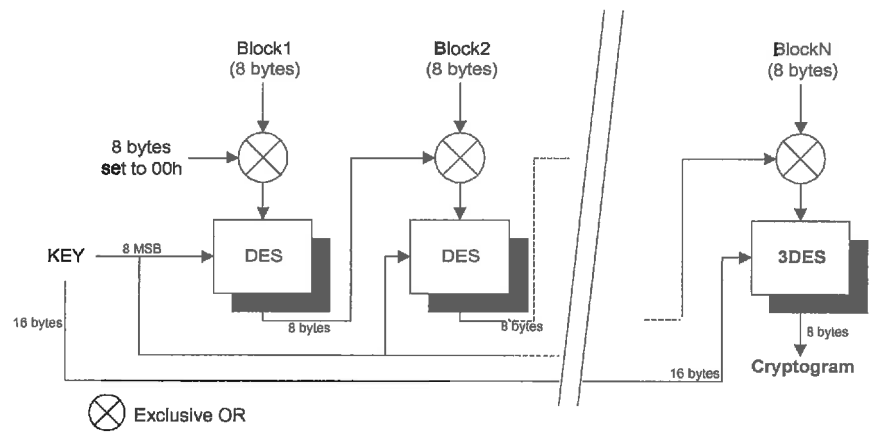 Block1
(8 bytes)
Block2
(8 bytes)
BlockN
(8 bytes)
8 bytes
set to 00h
KEY
8 MSB
DES
DES
3DES
16 bytes
8 bytes
8 bytes
8 bytes
16 bytes
Cryptogram
Exclusive OR